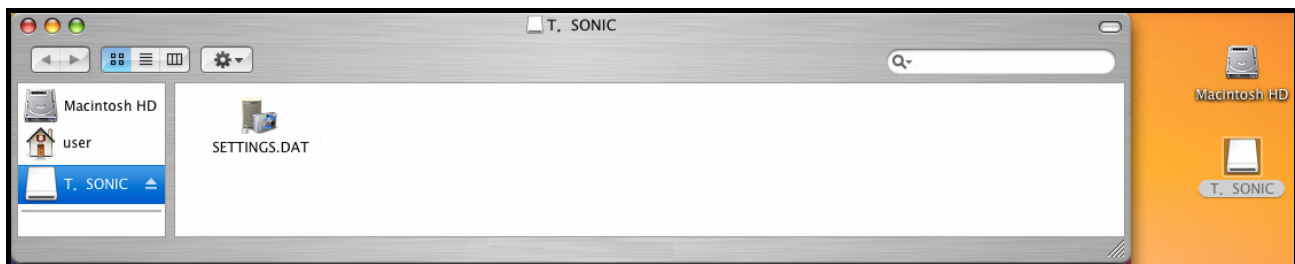 T. SONIC
Macintosh HD
user
T. SONIC
SETTINGS.DAT
Macintosh HD
T. SONIC